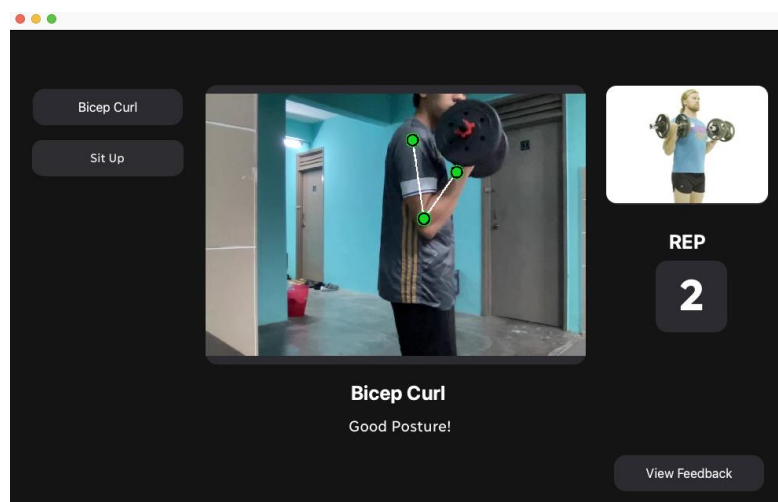 Bicep Curl
Sit Up
REP
2
Bicep Curl
Good Posture!
View Feedback